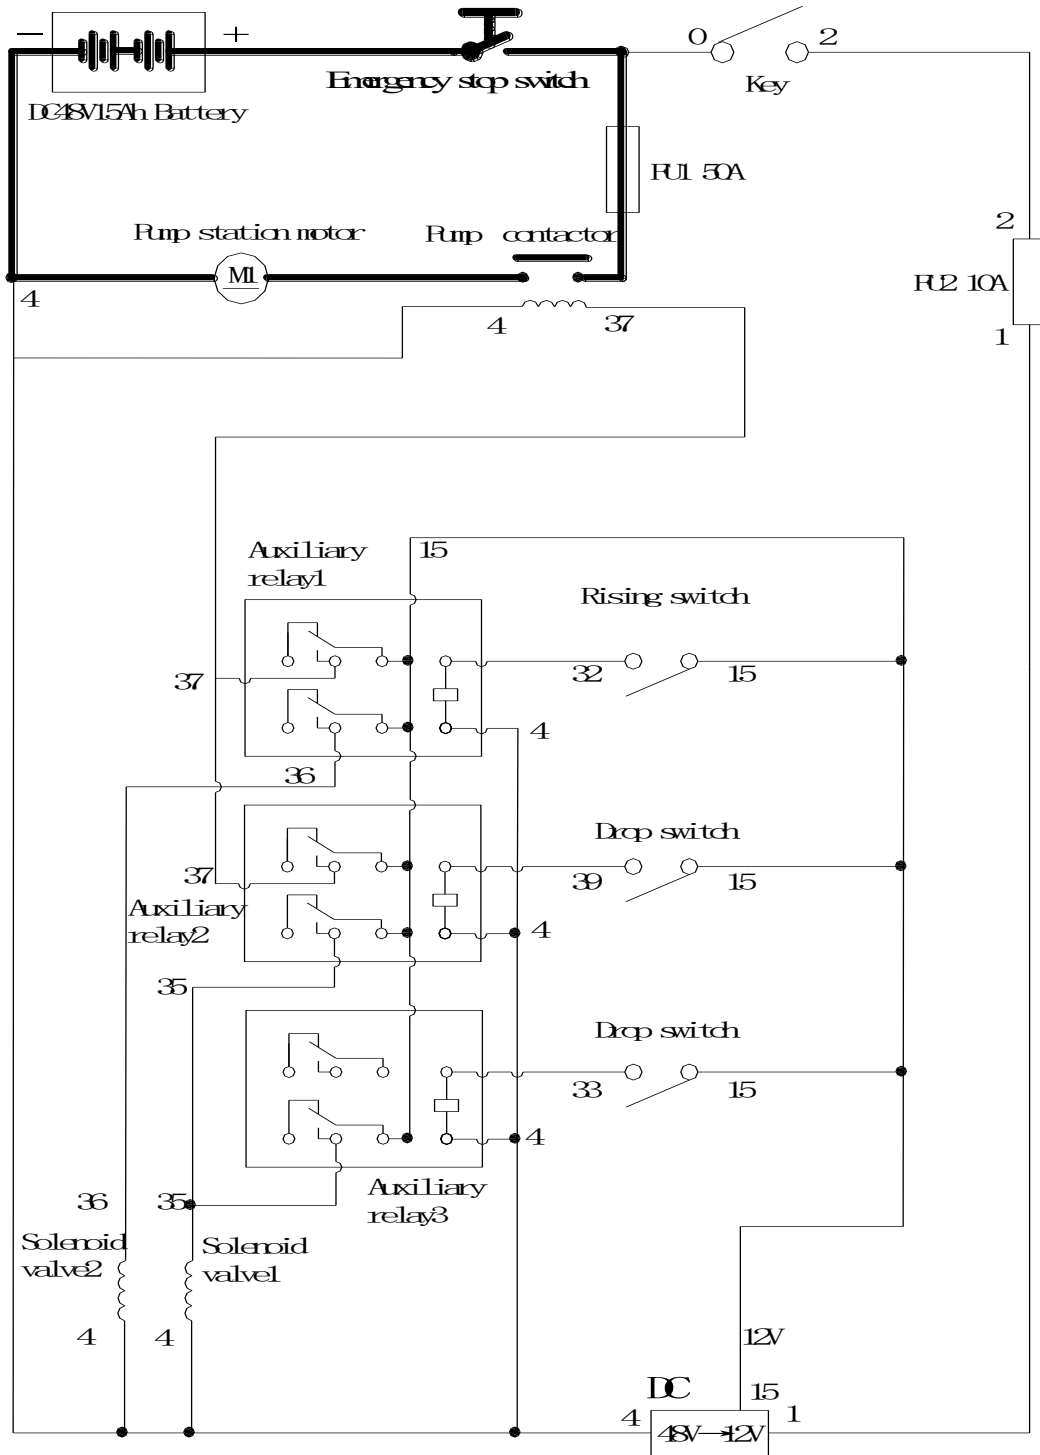 − +
0 2
Emergency stop switch
Key
DC48V15Ah Battery
FU1 50A
Pump station motor
Pump contactor
2
M1
FU2 10A
4
4 37
1
Auxiliary
relay1
15
Rising switch
37
32 15
4
36
Drop switch
37
39 15
Auxiliary
relay2
4
35
Drop switch
33 15
4
Auxiliary
relay3
36 35
Solenoid
valve2
Solenoid
valve1
4 4
12V
DC
15
4
1
48V→12V